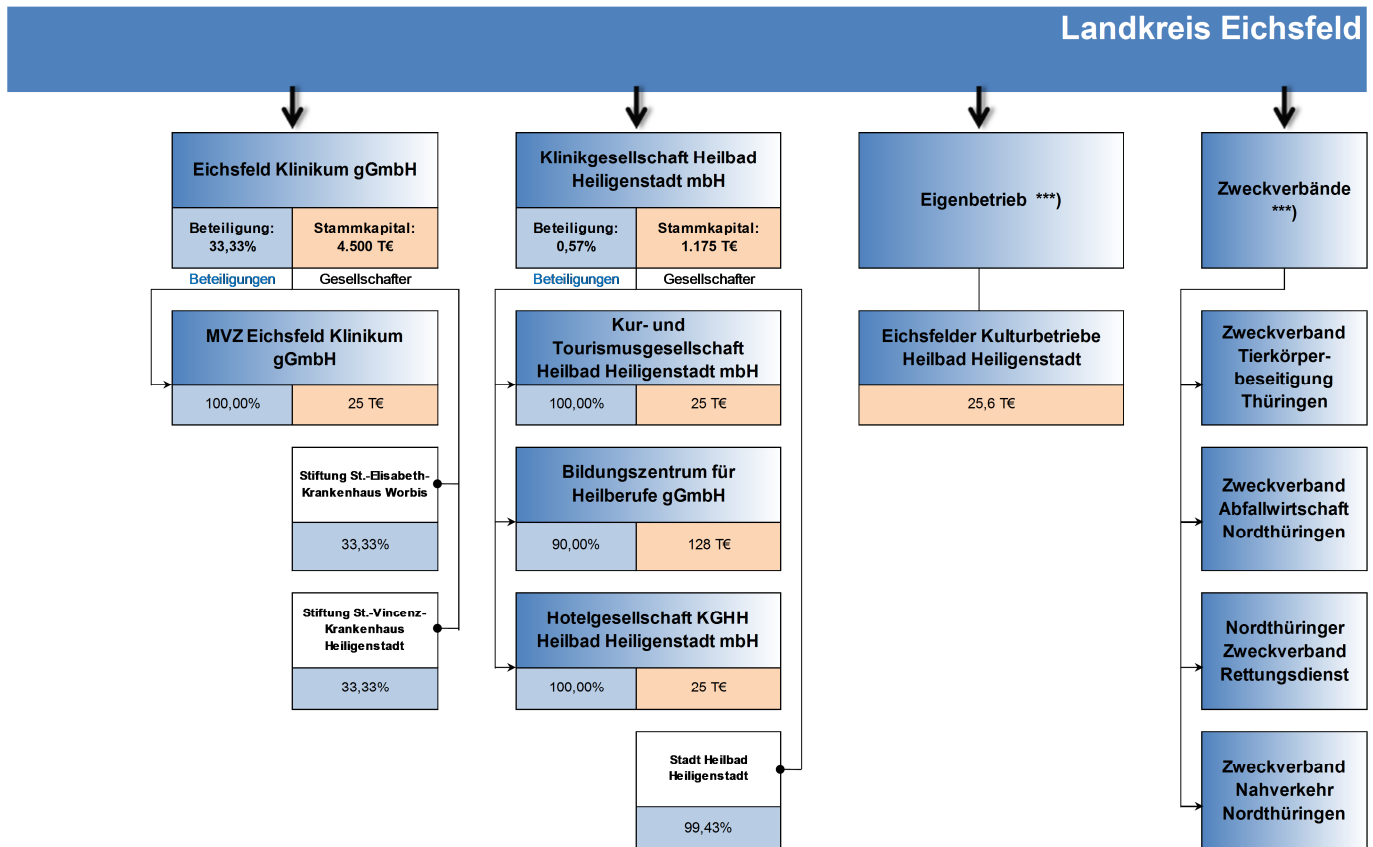 Landkreis Eichsfeld
Eichsfeld Klinikum gGmbH
Beteiligung:
33,33%
Stammkapital:
4.500 T€
Beteiligungen
Gesellschafter
MVZ Eichsfeld Klinikum
gGmbH
100,00%
25 T€
Stiftung St.-Elisabeth-
Krankenhaus Worbis
33,33%
Stiftung St.-Vincenz-
Krankenhaus
Heiligenstadt
33,33%
Klinikgesellschaft Heilbad
Heiligenstadt mbH
Beteiligung:
0,57%
Stammkapital:
1.175 T€
Beteiligungen
Gesellschafter
Kur- und
Tourismusgesellschaft
Heilbad Heiligenstadt mbH
100,00%
25 T€
Bildungszentrum für
Heilberufe gGmbH
90,00%
128 T€
Hotelgesellschaft KGHH
Heilbad Heiligenstadt mbH
100,00%
25 T€
Stadt Heilbad
Heiligenstadt
99,43%
Eigenbetrieb ***)
Eichsfelder Kulturbetriebe
Heilbad Heiligenstadt
25,6 T€
Zweckverbände
***)
Zweckverband
Tierkörper-
beseitigung
Thüringen
Zweckverband
Abfallwirtschaft
Nordthüringen
Nordthüringer
Zweckverband
Rettungsdienst
Zweckverband
Nahverkehr
Nordthüringen